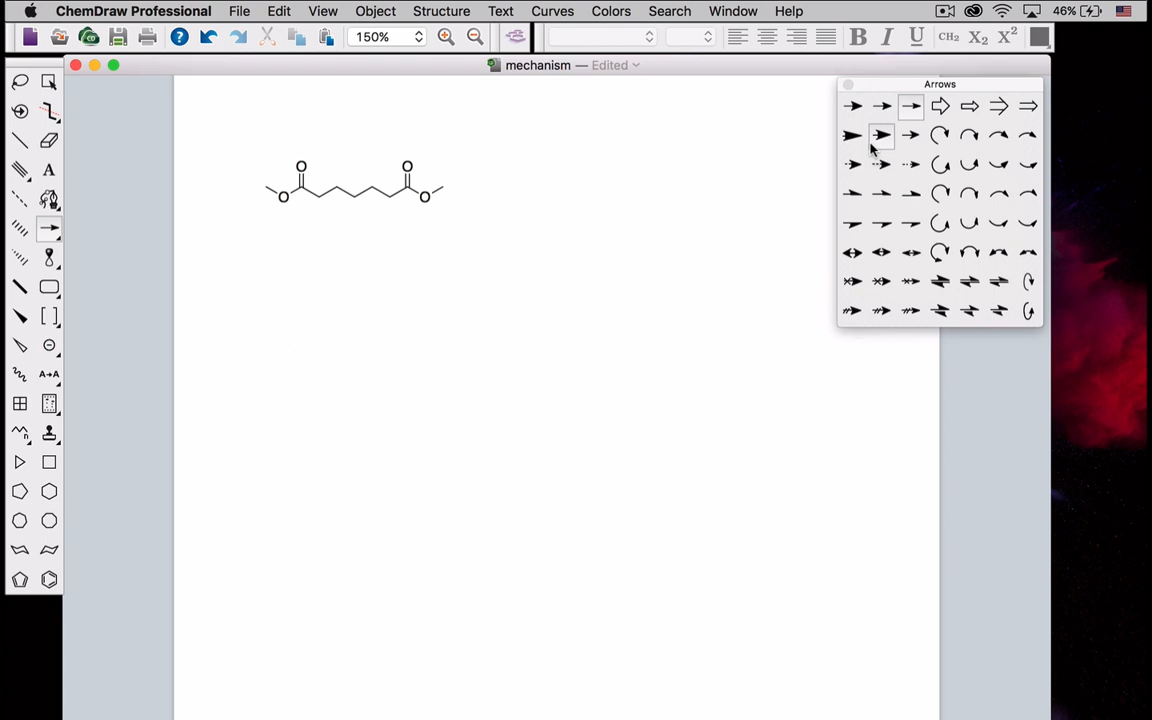 ChemDraw Professional File Edit View Object Structure Text Curves Colors Search Window Help 46%
150% B I U CH2 X2 X2
mechanism — Edited
Arrows
A
A→A
n
O O
O O